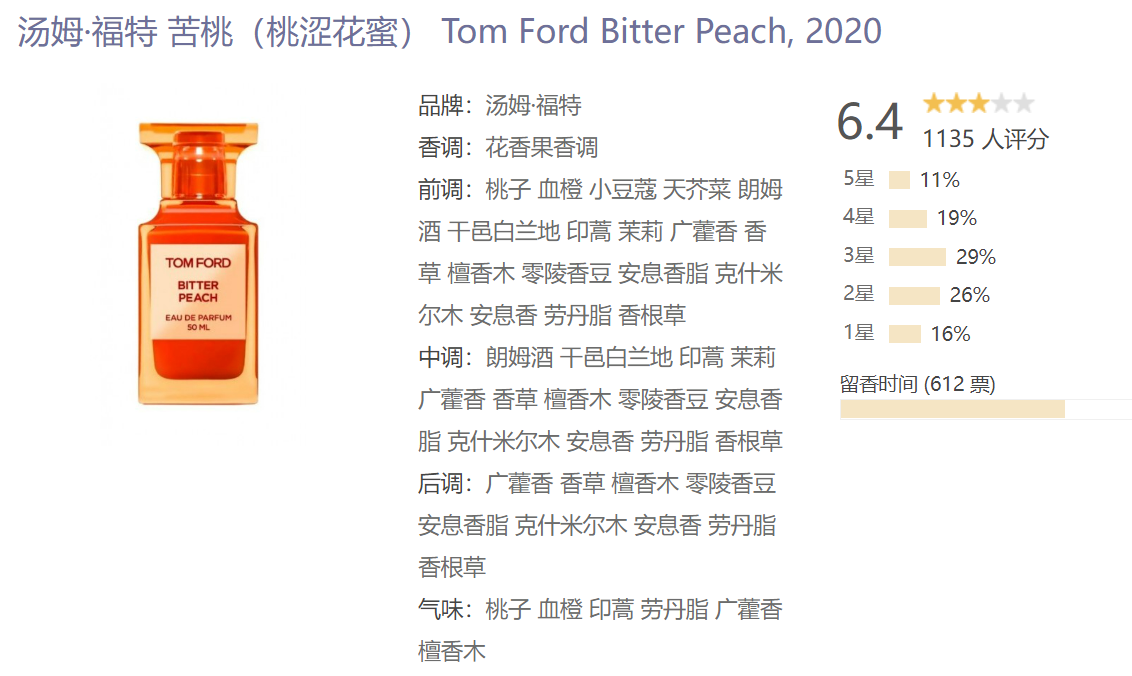 汤姆·福特 苦桃（桃涩花蜜） Tom Ford Bitter Peach, 2020
TOM FORD
BITTER
PEACH
EAU DE PARFUM
50 ML
品牌：汤姆·福特
香调：花香果香调
前调：桃子 血橙 小豆蔻 天芥菜 朗姆
酒 干邑白兰地 印蒿 茉莉 广藿香 香
草 檀香木 零陵香豆 安息香脂 克什米
尔木 安息香 劳丹脂 香根草
中调：朗姆酒 干邑白兰地 印蒿 茉莉
广藿香 香草 檀香木 零陵香豆 安息香
脂 克什米尔木 安息香 劳丹脂 香根草
后调：广藿香 香草 檀香木 零陵香豆
安息香脂 克什米尔木 安息香 劳丹脂
香根草
气味：桃子 血橙 印蒿 劳丹脂 广藿香
檀香木
6.4
1135 人评分
5星 11%
4星 19%
3星 29%
2星 26%
1星 16%
留香时间 (612 票)